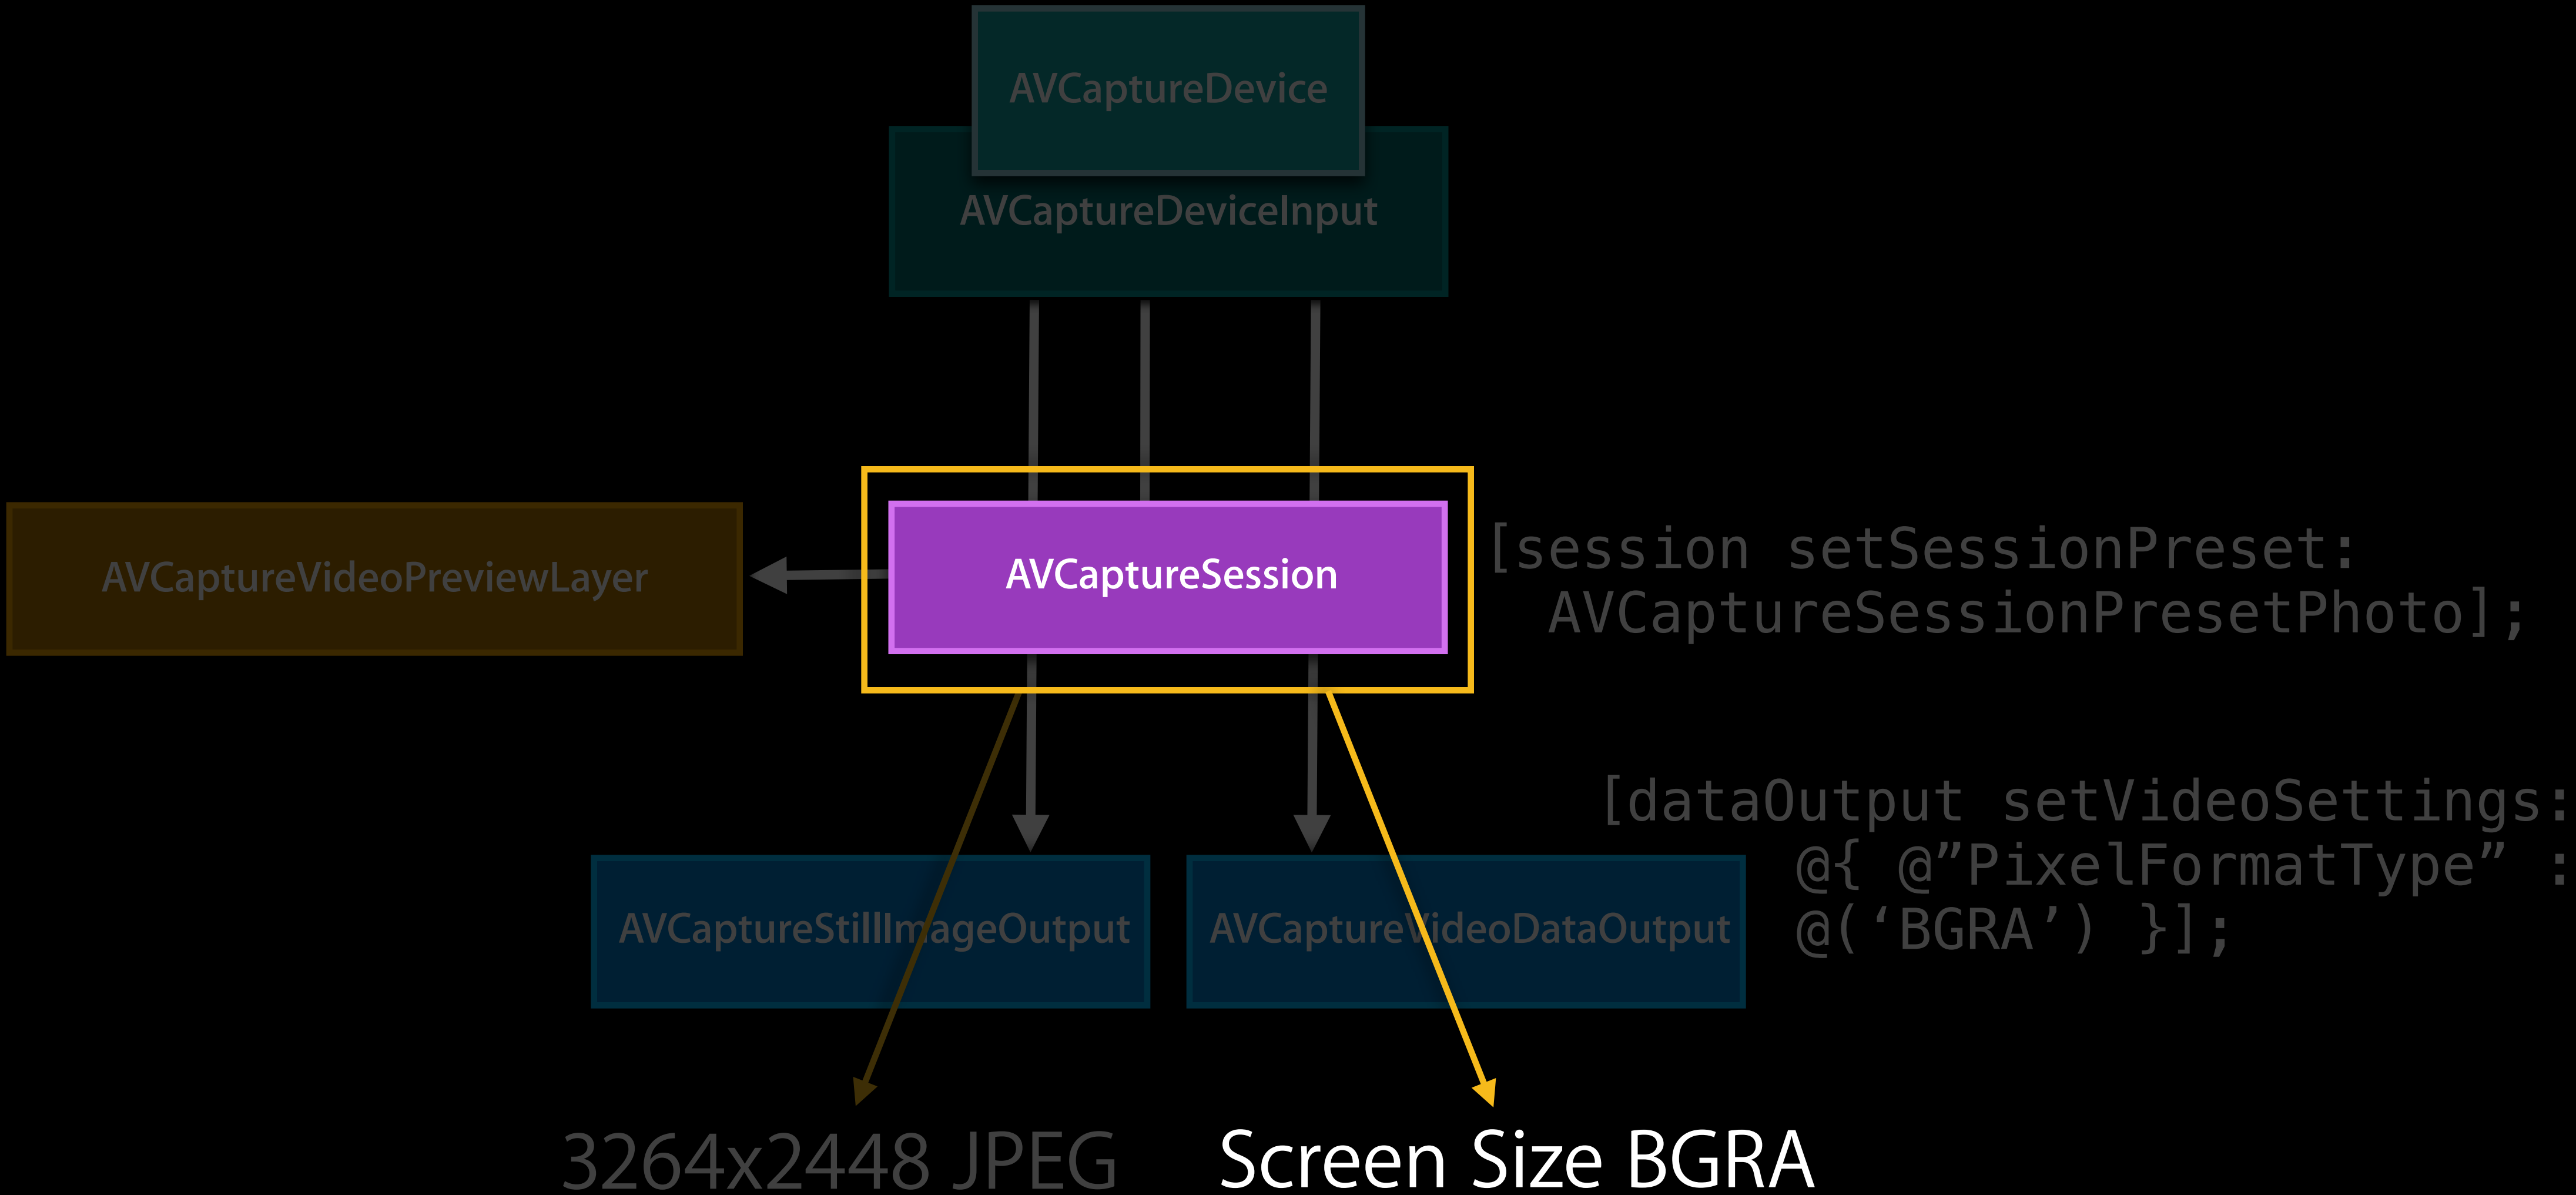 AVCaptureDevice
AVCaptureDeviceInput
AVCaptureVideoPreviewLayer
AVCaptureSession
[session setSessionPreset:
AVCaptureSessionPresetPhoto];
[dataOutput setVideoSettings:
@{ @”PixelFormatType” :
@(‘BGRA’) }];
AVCaptureStillImageOutput
AVCaptureVideoDataOutput
3264x2448 JPEG
Screen Size BGRA